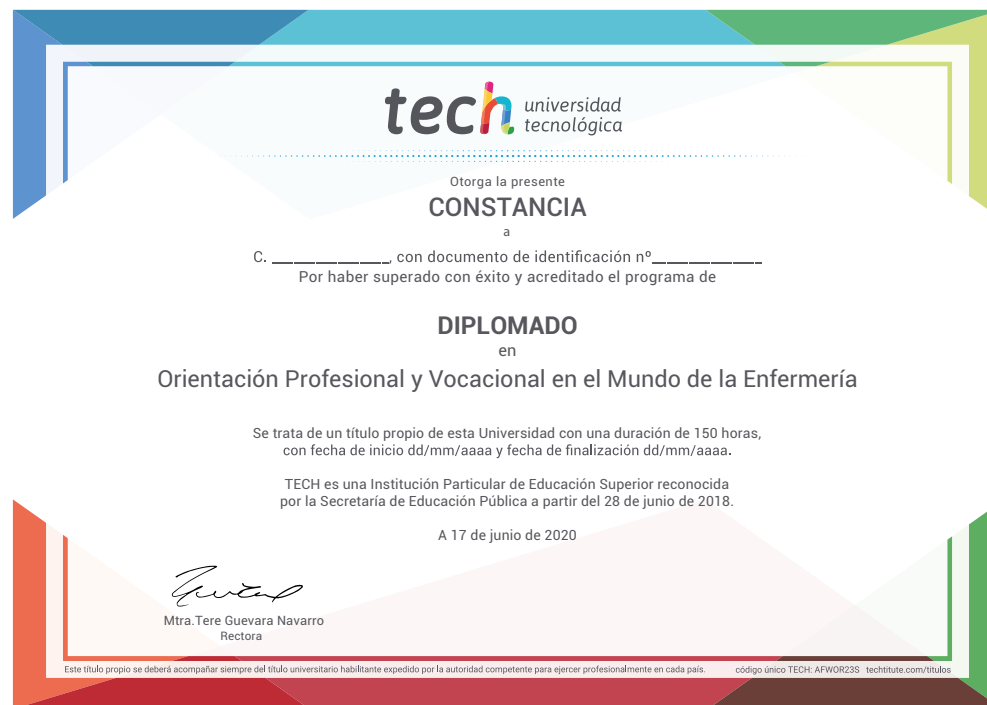 tech universidad
tecnológica
Otorga la presente
CONSTANCIA
a
C. ______________, con documento de identificación nº______________
Por haber superado con éxito y acreditado el programa de
DIPLOMADO
en
Orientación Profesional y Vocacional en el Mundo de la Enfermería
Se trata de un título propio de esta Universidad con una duración de 150 horas,
con fecha de inicio dd/mm/aaaa y fecha de finalización dd/mm/aaaa.
TECH es una Institución Particular de Educación Superior reconocida
por la Secretaría de Educación Pública a partir del 28 de junio de 2018.
A 17 de junio de 2020
Mtra.Tere Guevara Navarro
Rectora
Este título propio se deberá acompañar siempre del título universitario habilitante expedido por la autoridad competente para ejercer profesionalmente en cada país. código único TECH: AFWOR23S techtitute.com/titulos